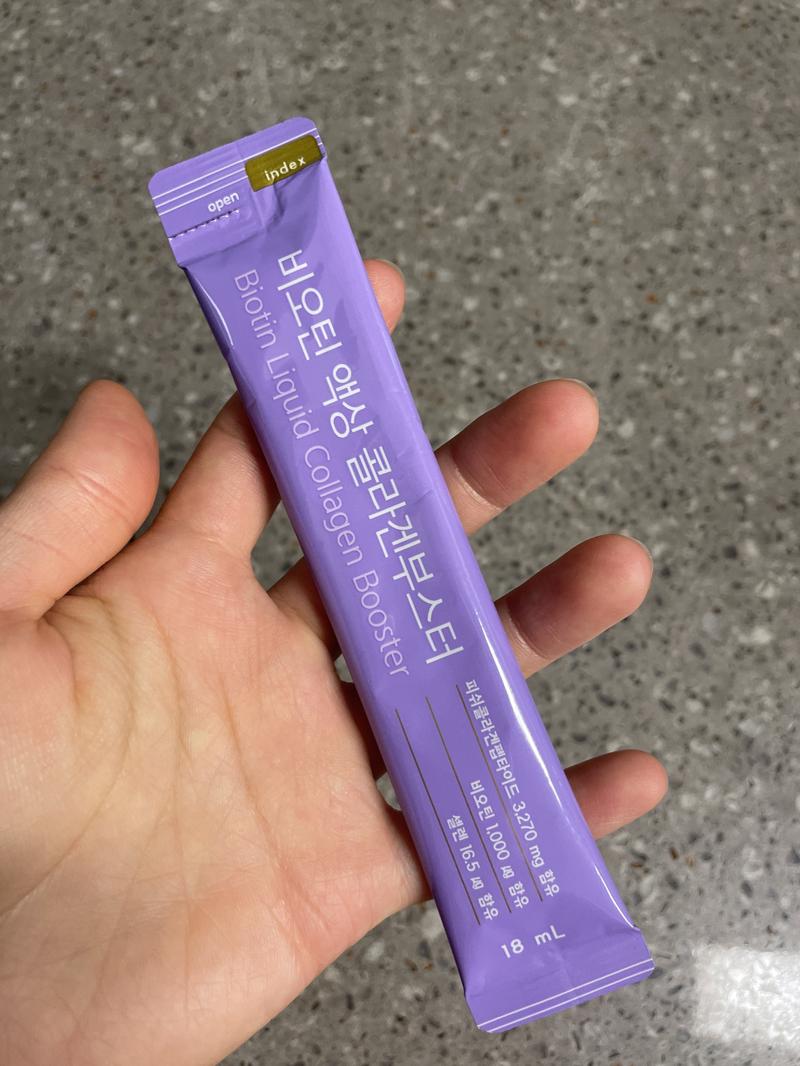 index
open
비오틴 액상 콜라겐부스터
Biotin Liquid Collagen Booster
피쉬콜라겐펩타이드 3,270 mg 함유
비오틴 1,000 ㎍ 함유
셀렌 16.5 ㎍ 함유
18 mL